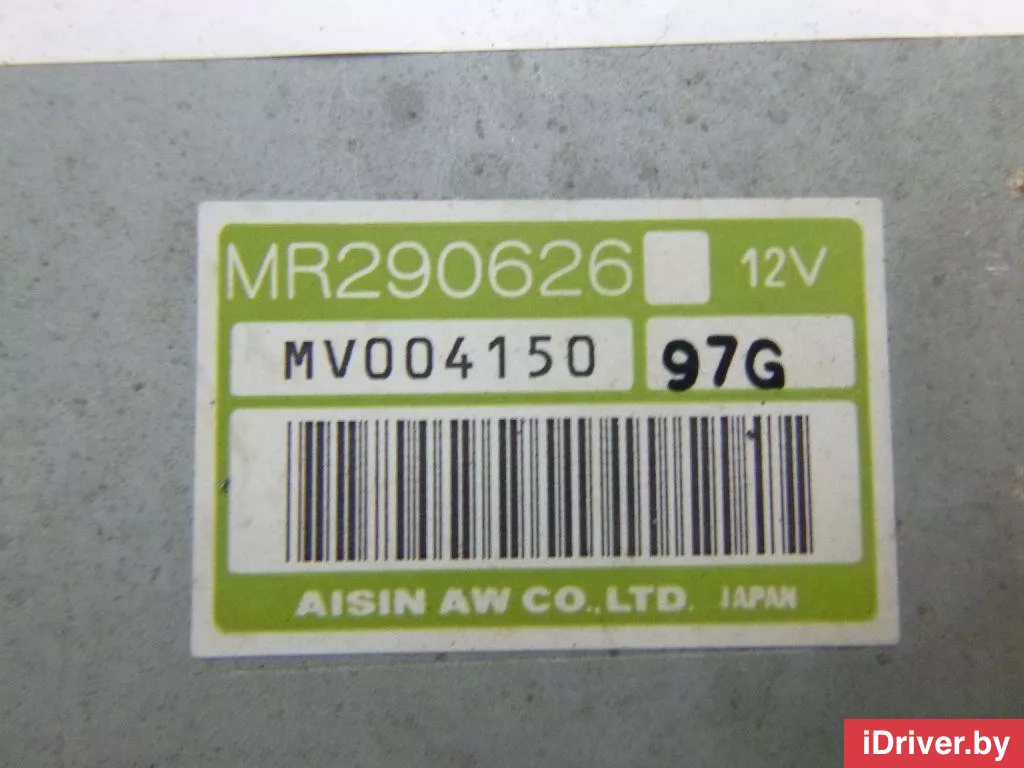 MR290626 12V
MV004150 97G
AISIN AW CO.,LTD. JAPAN
iDriver.by